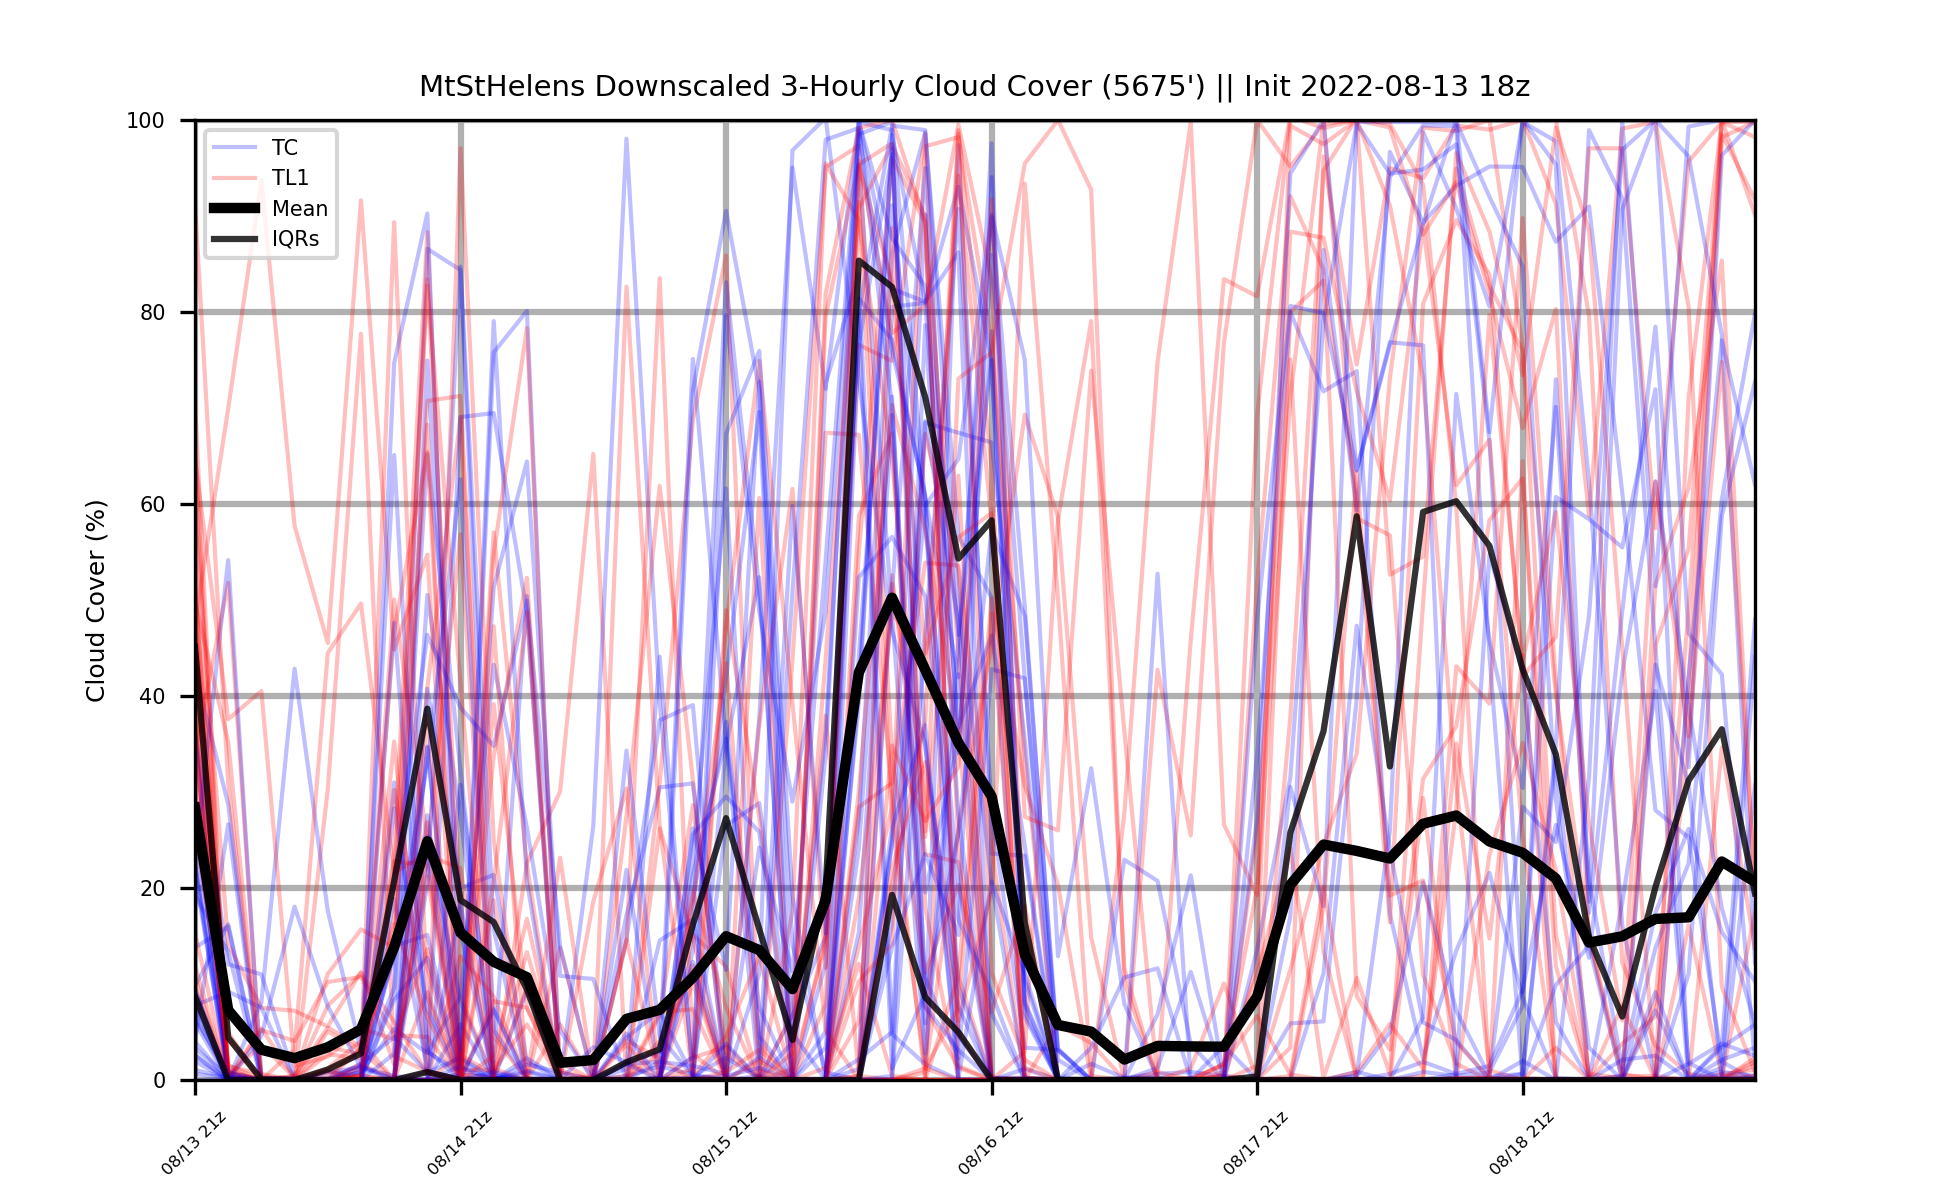 MtStHelens Downscaled 3-Hourly Cloud Cover (5675') || Init 2022-08-13 18z
100
80
60
40
20
0
Cloud Cover (%)
TC
TL1
Mean
IQRs
08/13 21z
08/14 21z
08/15 21z
08/16 21z
08/17 21z
08/18 21z